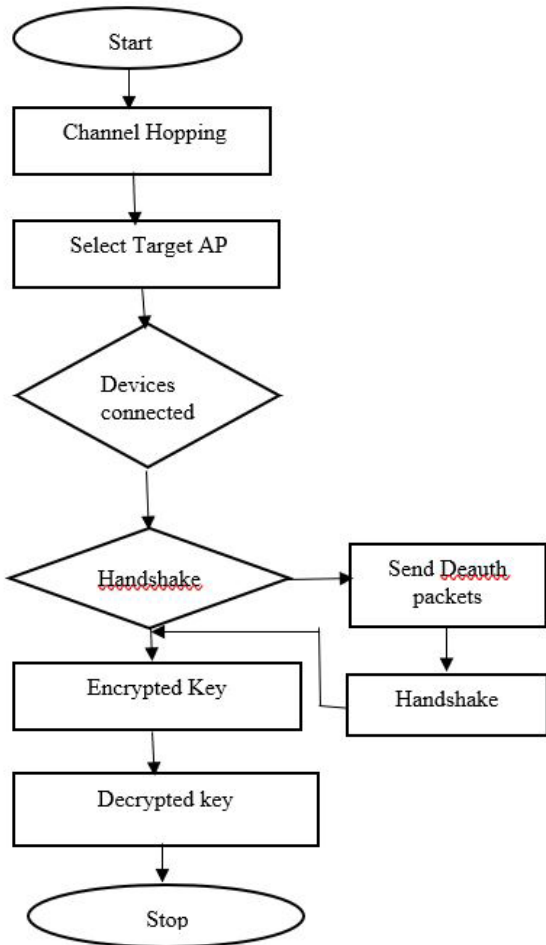 Start
Channel Hopping
Select Target AP
Devices
connected
Handshake
Send Deauth
packets
Handshake
Encrypted Key
Decrypted key
Stop